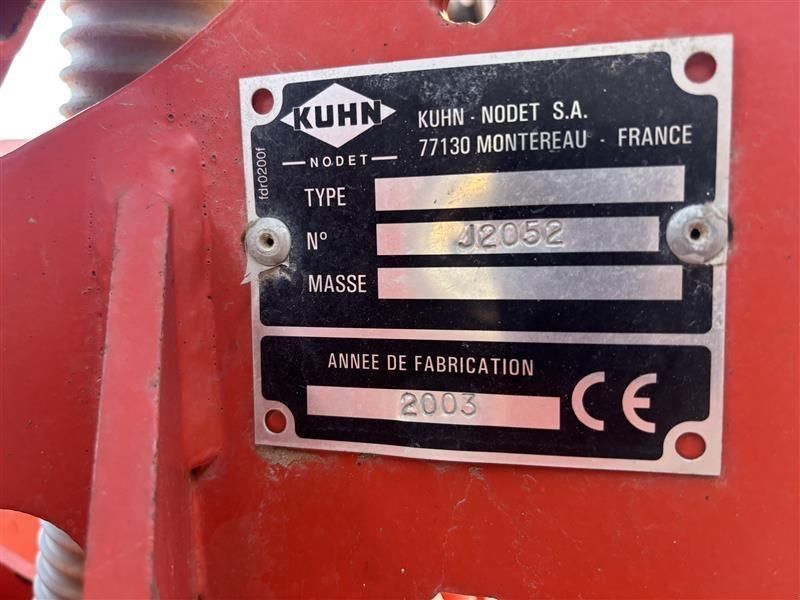 KUHN
NODET
KUHN - NODET S.A.
77130 MONTEREAU - FRANCE
fdr0200f
TYPE
N° J2052
MASSE
ANNEE DE FABRICATION
2003
CE